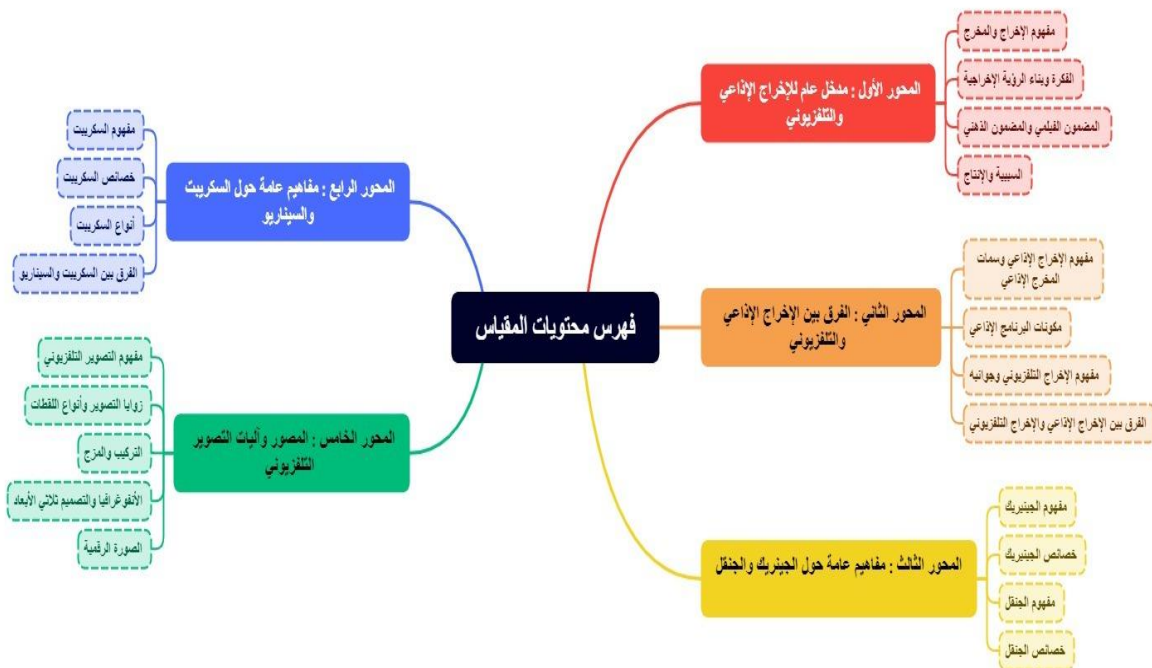 فهرس محتويات المقياس
المحور الأول : مدخل عام للإخراج الإذاعي
والتلفزيوني
مفهوم الإخراج والمخرج
الفكرة وبناء الرؤية الإخراجية
المضمون الفيلمي والمضمون الذهني
السببية والإنتاج
المحور الثاني : الفرق بين الإخراج الإذاعي
والتلفزيوني
مفهوم الإخراج الإذاعي وسمات
المخرج الإذاعي
مكونات البرنامج الإذاعي
مفهوم الإخراج التلفزيوني وجوانبه
الفرق بين الإخراج الإذاعي والإخراج التلفزيوني
المحور الثالث : مفاهيم عامة حول الجينريك والجنقل
مفهوم الجينيريك
خصائص الجينيريك
مفهوم الجنقل
خصائص الجنقل
المحور الرابع : مفاهيم عامة حول السكريبت
والسيناريو
مفهوم السكريبت
خصائص السكريبت
أنواع السكريبت
الفرق بين السكريبت والسيناريو
المحور الخامس : المصور وآليات التصوير
التلفزيوني
مفهوم التصوير التلفزيوني
زوايا التصوير وأنواع اللقطات
التركيب والمزج
الأنفوغرافيا والتصميم ثلاثي الأبعاد
الصورة الرقمية